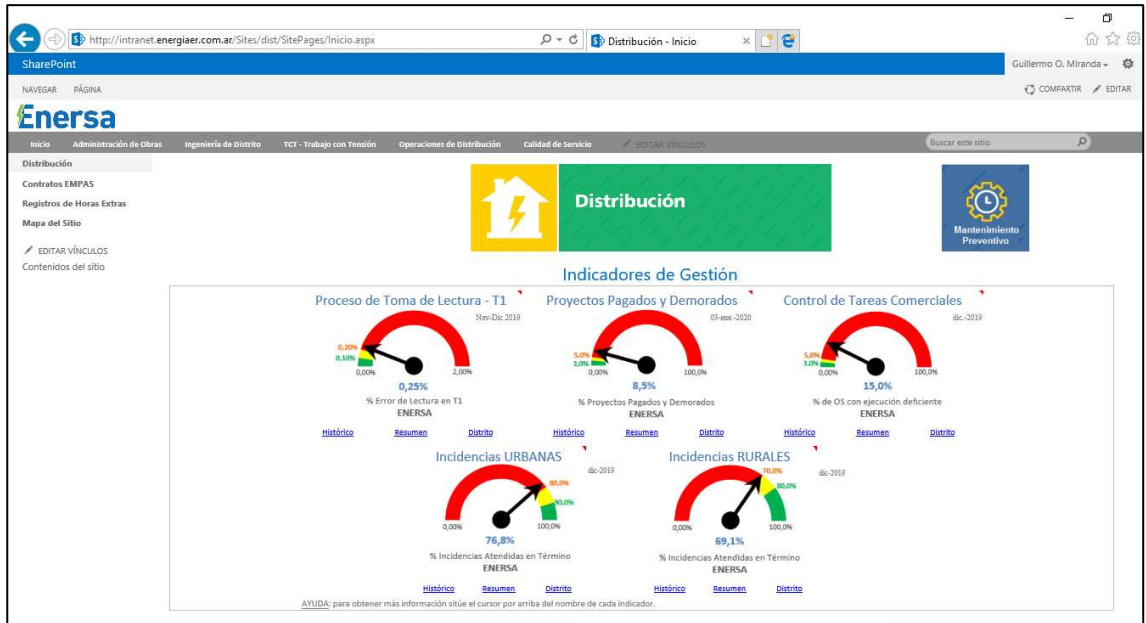 http://intranet.energiaer.com.ar/Sites/dist/SitePages/Inicio.aspx
Distribución - Inicio
SharePoint
Guillermo O. Miranda
NAVEGAR PÁGINA
COMPARTIR EDITAR
Enersa
Inicio Administración de Obras Ingeniería de Distrito TCT - Trabajo con Tensión Operaciones de Distribución Calidad de Servicio EDITAR VÍNCULOS Buscar este sitio
Distribución
Contratos EMPAS
Registros de Horas Extras
Mapa del Sitio
EDITAR VÍNCULOS
Contenidos del sitio
Distribución
Mantenimiento
Preventivo
Indicadores de Gestión
Proceso de Toma de Lectura - T1
Nov-Dic 2019
0,20%
0,10%
0,00% 2,00%
0,25%
% Error de Lectura en T1
ENERSA
Histórico Resumen Distrito
Proyectos Pagados y Demorados
03-ene.-2020
5,0%
3,0%
0,00% 100,0%
8,5%
% Proyectos Pagados y Demorados
ENERSA
Histórico Resumen Distrito
Control de Tareas Comerciales
dic.-2019
5,0%
3,0%
0,00% 100,0%
15,0%
% de OS con ejecución deficiente
ENERSA
Histórico Resumen Distrito
Incidencias URBANAS
dic-2019
80,0%
90,0%
0,00% 100,0%
76,8%
% Incidencias Atendidas en Término
ENERSA
Histórico Resumen Distrito
Incidencias RURALES
dic-2019
70,0%
80,0%
0,00% 100,0%
69,1%
% Incidencias Atendidas en Término
ENERSA
Histórico Resumen Distrito
AYUDA: para obtener más información sitúe el cursor por arriba del nombre de cada indicador.